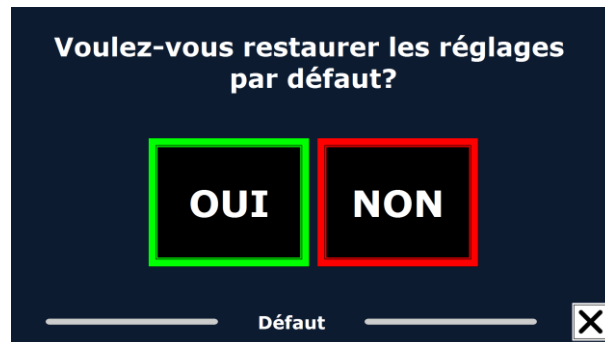 Voulez-vous restaurer les réglages
par défaut?
OUI NON
Défaut